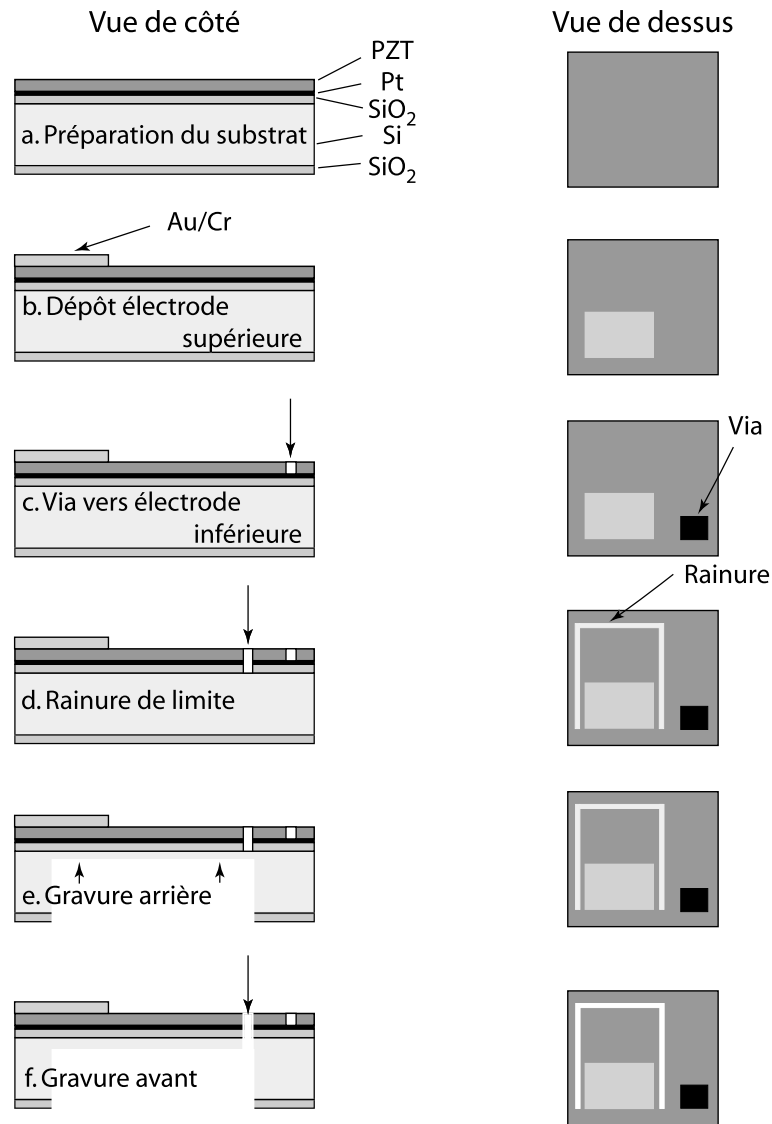 Vue de côté
Vue de dessus
PZT
Pt
SiO2
a. Préparation du substrat
Si
SiO2
Au/Cr
b. Dépôt électrode
supérieure
Via
c. Via vers électrode
inférieure
Rainure
d. Rainure de limite
e. Gravure arrière
f. Gravure avant